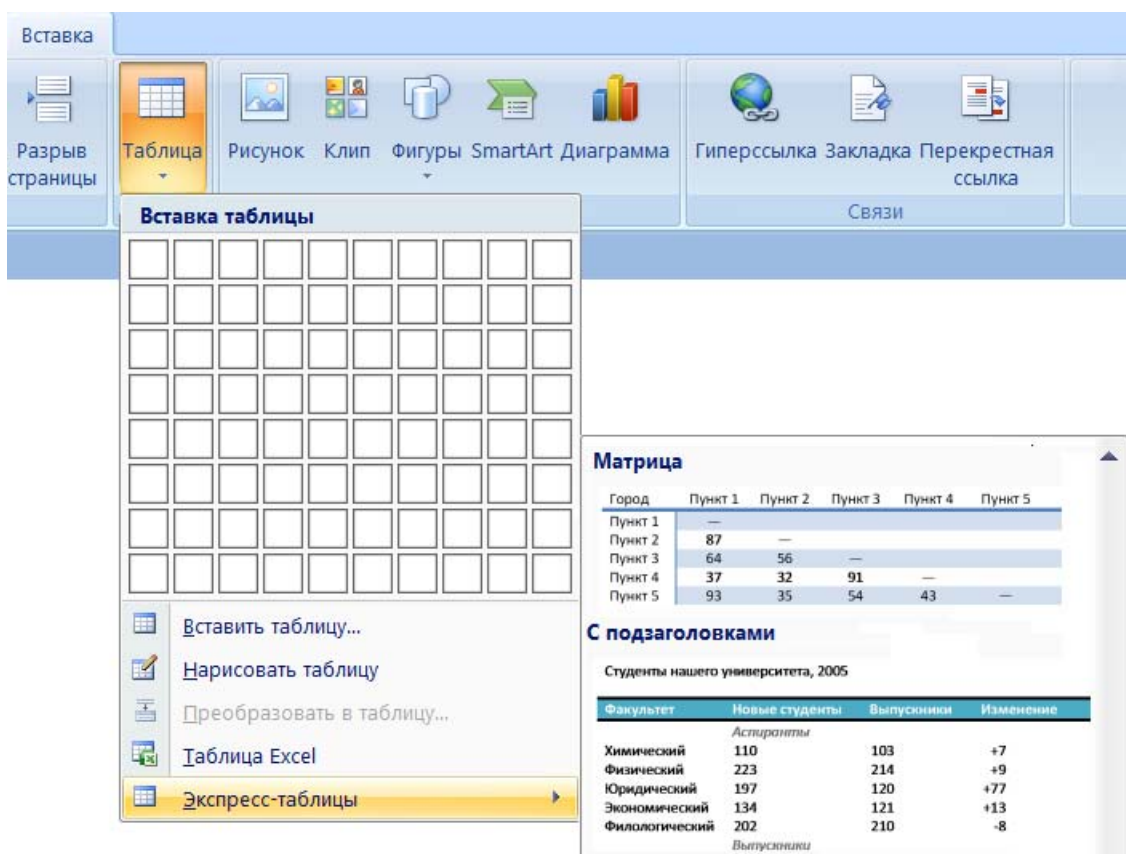 Вставка
Разрыв страницы
Таблица
Рисунок
Клип
Фигуры
SmartArt
Диаграмма
Гиперссылка
Закладка
Перекрестная ссылка
Связи
Вставка таблицы
Вставить таблицу...
Нарисовать таблицу
Преобразовать в таблицу...
Таблица Excel
Экспресс-таблицы
Матрица
Город Пункт 1 Пункт 2 Пункт 3 Пункт 4 Пункт 5
Пункт 1 —
Пункт 2 87 —
Пункт 3 64 56 —
Пункт 4 37 32 91 —
Пункт 5 93 35 54 43 —
С подзаголовками
Студенты нашего университета, 2005
Факультет Новые студенты Выпускники Изменение
Аспиранты
Химический 110 103 +7
Физический 223 214 +9
Юридический 197 120 +77
Экономический 134 121 +13
Филологический 202 210 -8
Выпускники